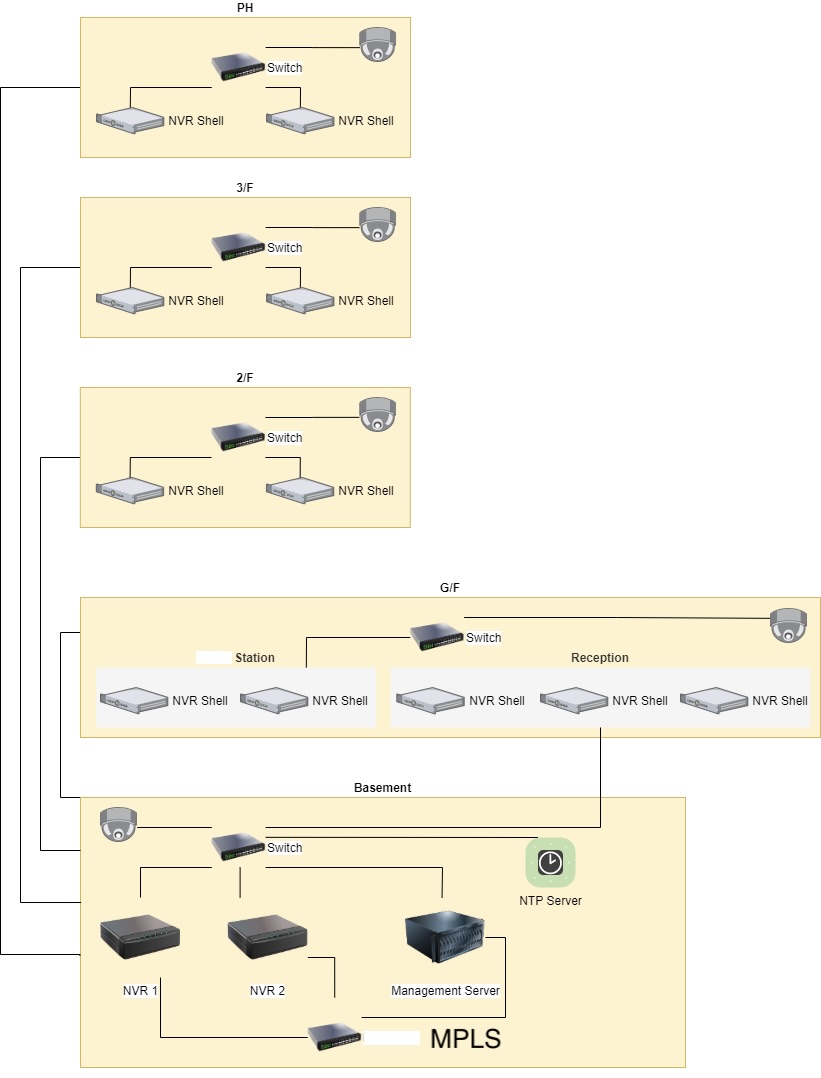 PH
Switch
NVR Shell
NVR Shell
3/F
Switch
NVR Shell
NVR Shell
2/F
Switch
NVR Shell
NVR Shell
G/F
Switch
Station
Reception
NVR Shell
NVR Shell
NVR Shell
NVR Shell
NVR Shell
Basement
Switch
NTP Server
NVR 1
NVR 2
Management Server
MPLS